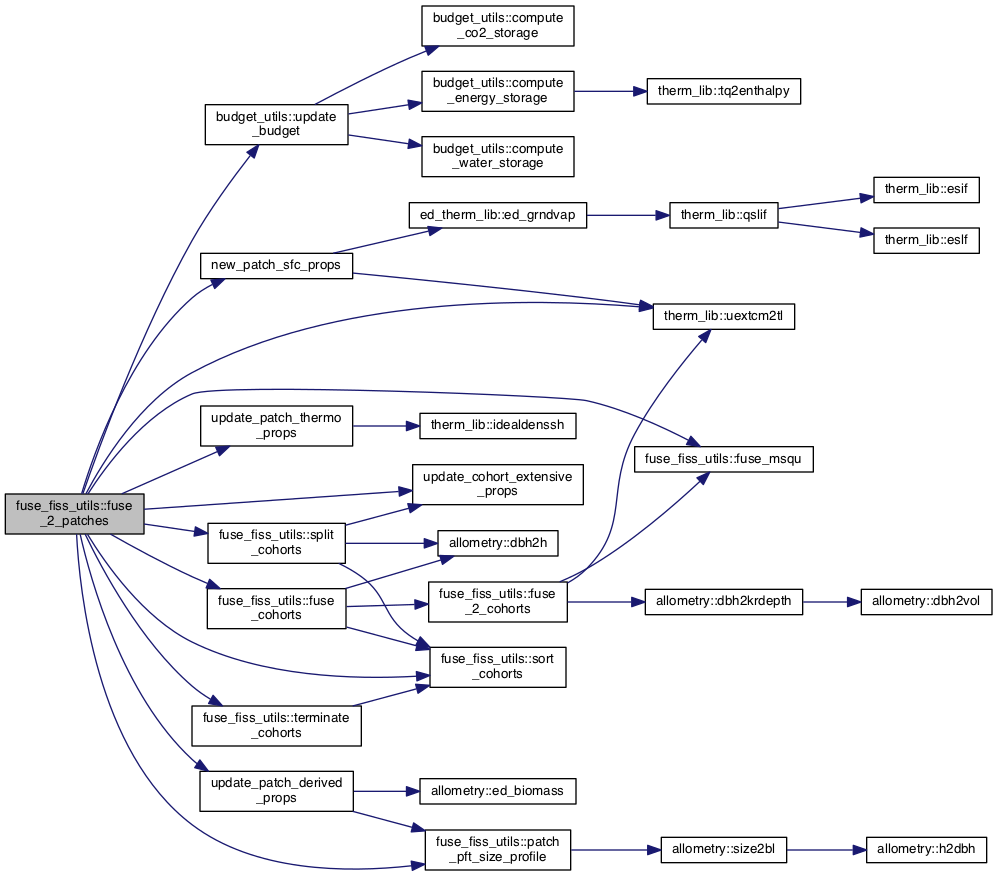 budget_utils::compute
_co2_storage
budget_utils::compute
_energy_storage
therm_lib::tq2enthalpy
budget_utils::update
_budget
budget_utils::compute
_water_storage
therm_lib::esif
ed_therm_lib::ed_grndvap
therm_lib::qslif
therm_lib::eslf
new_patch_sfc_props
therm_lib::uextcm2tl
update_patch_thermo
_props
therm_lib::idealdenssh
fuse_fiss_utils::fuse_msqu
update_cohort_extensive
_props
fuse_fiss_utils::fuse
_2_patches
fuse_fiss_utils::split
_cohorts
allometry::dbh2h
fuse_fiss_utils::fuse
_cohorts
fuse_fiss_utils::fuse
_2_cohorts
allometry::dbh2krdepth
allometry::dbh2vol
fuse_fiss_utils::sort
_cohorts
fuse_fiss_utils::terminate
_cohorts
update_patch_derived
_props
allometry::ed_biomass
fuse_fiss_utils::patch
_pft_size_profile
allometry::size2bl
allometry::h2dbh